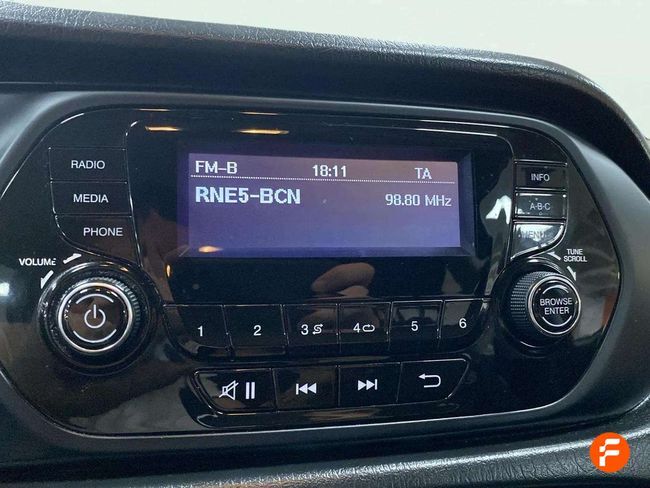 FM-B 18:11 TA
RNE5-BCN 98.80 MHz
RADIO
MEDIA
PHONE
VOLUME
INFO
A-B-C
MENU
TUNE
SCROLL
BROWSE
ENTER
1 2 3 4 5 6